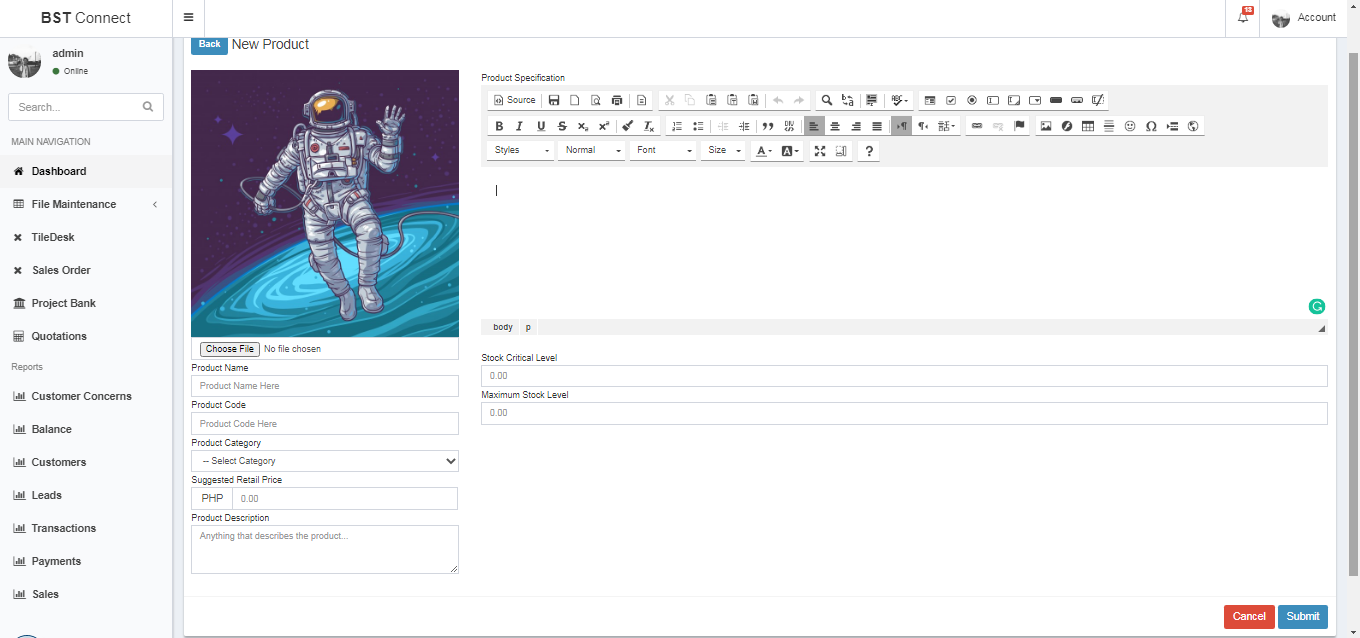 BST Connect
13
Account
admin
Online
Search...
MAIN NAVIGATION
Dashboard
File Maintenance
TileDesk
Sales Order
Project Bank
Quotations
Reports
Customer Concerns
Balance
Customers
Leads
Transactions
Payments
Sales
Back New Product
Choose File No file chosen
Product Name
Product Name Here
Product Code
Product Code Here
Product Category
-- Select Category
Suggested Retail Price
PHP 0.00
Product Description
Anything that describes the product...
Product Specification
Source
Styles Normal Font Size
body p
Stock Critical Level
0.00
Maximum Stock Level
0.00
Cancel Submit